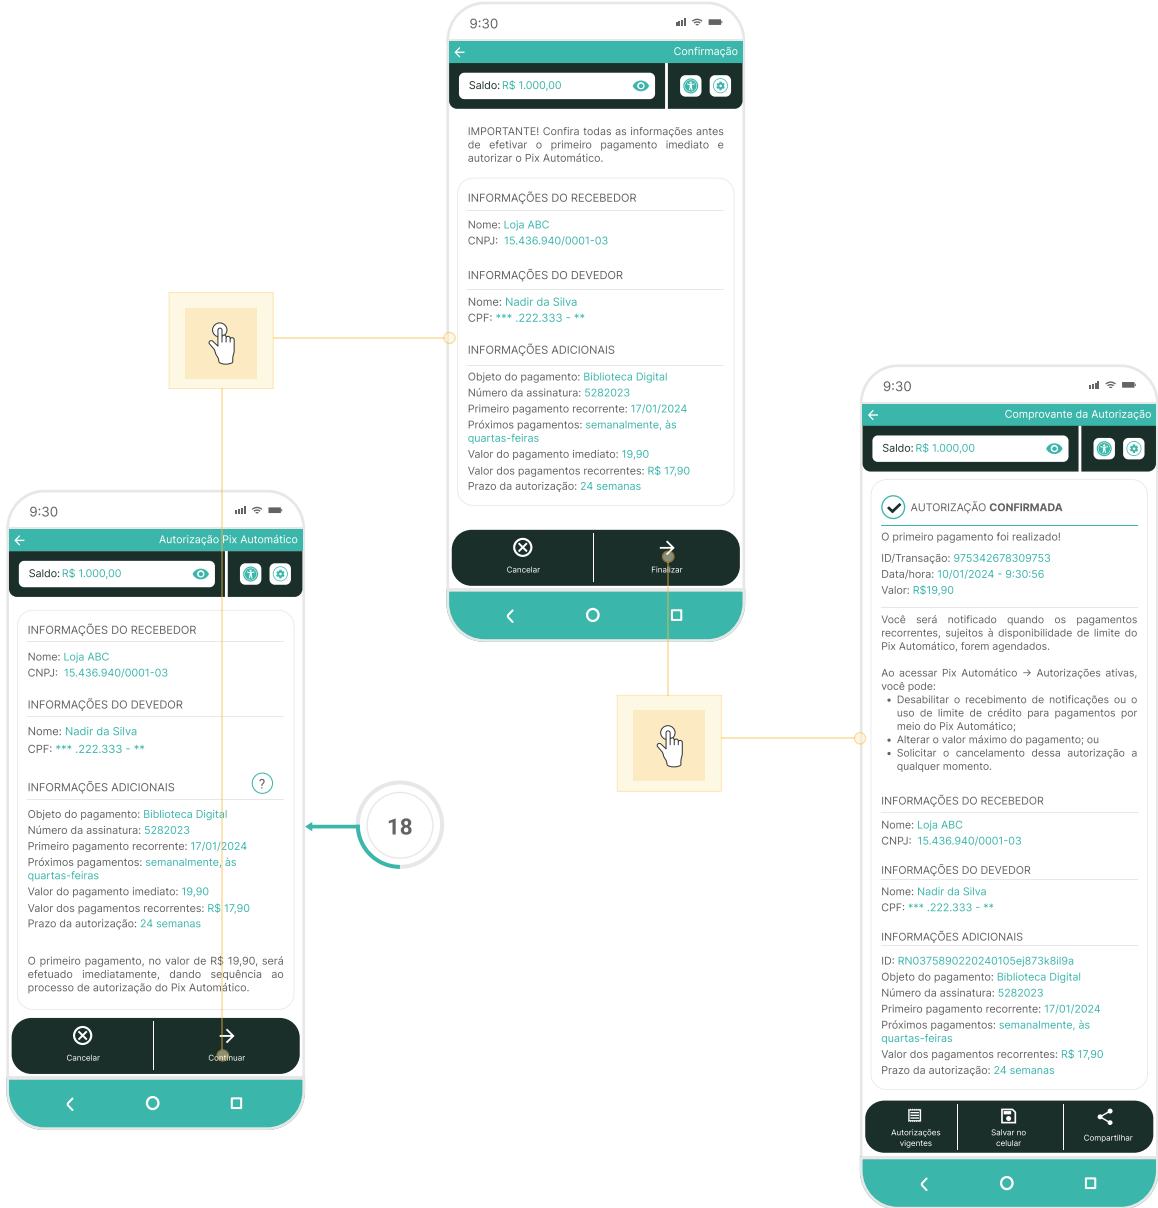 9:30
Autorização Pix Automático
Saldo: R$ 1.000,00
INFORMAÇÕES DO RECEBEDOR
Nome: Loja ABC
CNPJ: 15.436.940/0001-03
INFORMAÇÕES DO DEVEDOR
Nome: Nadir da Silva
CPF: *** .222.333 - **
INFORMAÇÕES ADICIONAIS
?
Objeto do pagamento: Biblioteca Digital
Número da assinatura: 5282023
Primeiro pagamento recorrente: 17/01/2024
Próximos pagamentos: semanalmente, às
quartas-feiras
Valor do pagamento imediato: 19,90
Valor dos pagamentos recorrentes: R$ 17,90
Prazo da autorização: 24 semanas
O primeiro pagamento, no valor de R$ 19,90, será
efetuado imediatamente, dando sequência ao
processo de autorização do Pix Automático.
Cancelar
Continuar
18
9:30
Confirmação
Saldo: R$ 1.000,00
IMPORTANTE! Confira todas as informações antes
de efetivar o primeiro pagamento imediato e
autorizar o Pix Automático.
INFORMAÇÕES DO RECEBEDOR
Nome: Loja ABC
CNPJ: 15.436.940/0001-03
INFORMAÇÕES DO DEVEDOR
Nome: Nadir da Silva
CPF: *** .222.333 - **
INFORMAÇÕES ADICIONAIS
Objeto do pagamento: Biblioteca Digital
Número da assinatura: 5282023
Primeiro pagamento recorrente: 17/01/2024
Próximos pagamentos: semanalmente, às
quartas-feiras
Valor do pagamento imediato: 19,90
Valor dos pagamentos recorrentes: R$ 17,90
Prazo da autorização: 24 semanas
Cancelar
Finalizar
9:30
Comprovante da Autorização
Saldo: R$ 1.000,00
AUTORIZAÇÃO CONFIRMADA
O primeiro pagamento foi realizado!
ID/Transação: 975342678309753
Data/hora: 10/01/2024 - 9:30:56
Valor: R$19,90
Você será notificado quando os pagamentos
recorrentes, sujeitos à disponibilidade de limite do
Pix Automático, forem agendados.
Ao acessar Pix Automático → Autorizações ativas,
você pode:
• Desabilitar o recebimento de notificações ou o
uso de limite de crédito para pagamentos por
meio do Pix Automático;
• Alterar o valor máximo do pagamento; ou
• Solicitar o cancelamento dessa autorização a
qualquer momento.
INFORMAÇÕES DO RECEBEDOR
Nome: Loja ABC
CNPJ: 15.436.940/0001-03
INFORMAÇÕES DO DEVEDOR
Nome: Nadir da Silva
CPF: *** .222.333 - **
INFORMAÇÕES ADICIONAIS
ID: RN0375890220240105ej873k8il9a
Objeto do pagamento: Biblioteca Digital
Número da assinatura: 5282023
Primeiro pagamento recorrente: 17/01/2024
Próximos pagamentos: semanalmente, às
quartas-feiras
Valor dos pagamentos recorrentes: R$ 17,90
Prazo da autorização: 24 semanas
Autorizações
vigentes
Salvar no
celular
Compartilhar